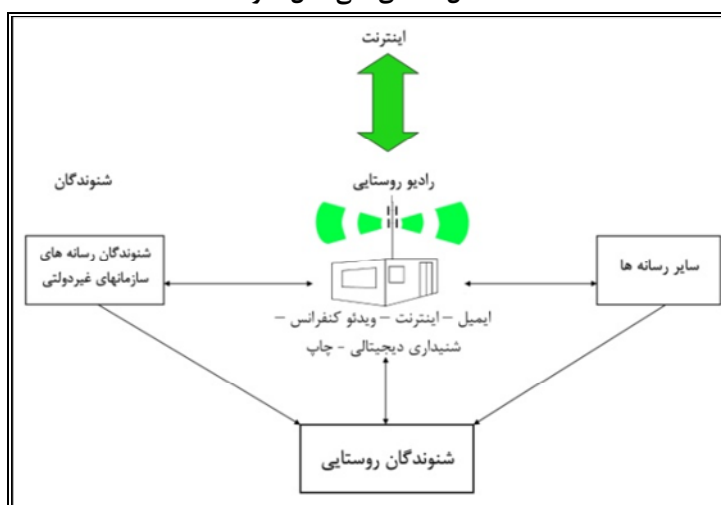 اینترنت
رادیو روستایی
شنوندگان
شنوندگان رسانه های
سازمانهای غیردولتی
سایر رسانه ها
ایمیل – اینترنت – ویدئو کنفرانس –
شنیداری دیجیتالی - چاپ
شنوندگان روستایی